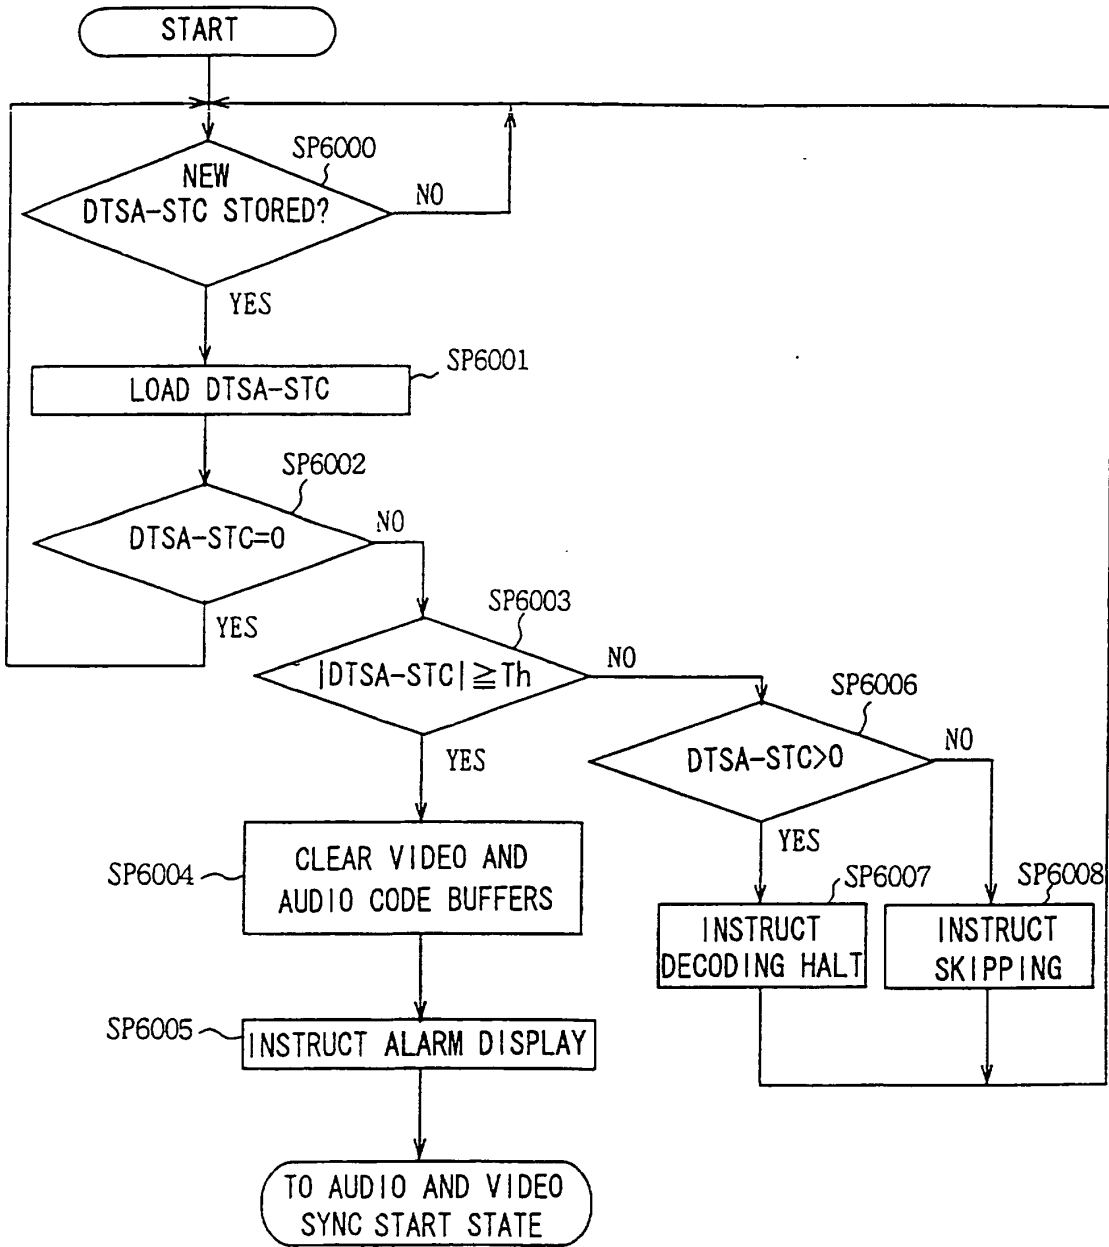 START
SP6000
NEW
DTSA-STC STORED?
NO
YES
SP6001
LOAD DTSA-STC
SP6002
DTSA-STC=0
NO
YES
SP6003
|DTSA-STC|≧Th
NO
YES
SP6006
DTSA-STC>0
NO
YES
SP6004
CLEAR VIDEO AND
AUDIO CODE BUFFERS
SP6007
INSTRUCT
DECODING HALT
SP6008
INSTRUCT
SKIPPING
SP6005
INSTRUCT ALARM DISPLAY
TO AUDIO AND VIDEO
SYNC START STATE